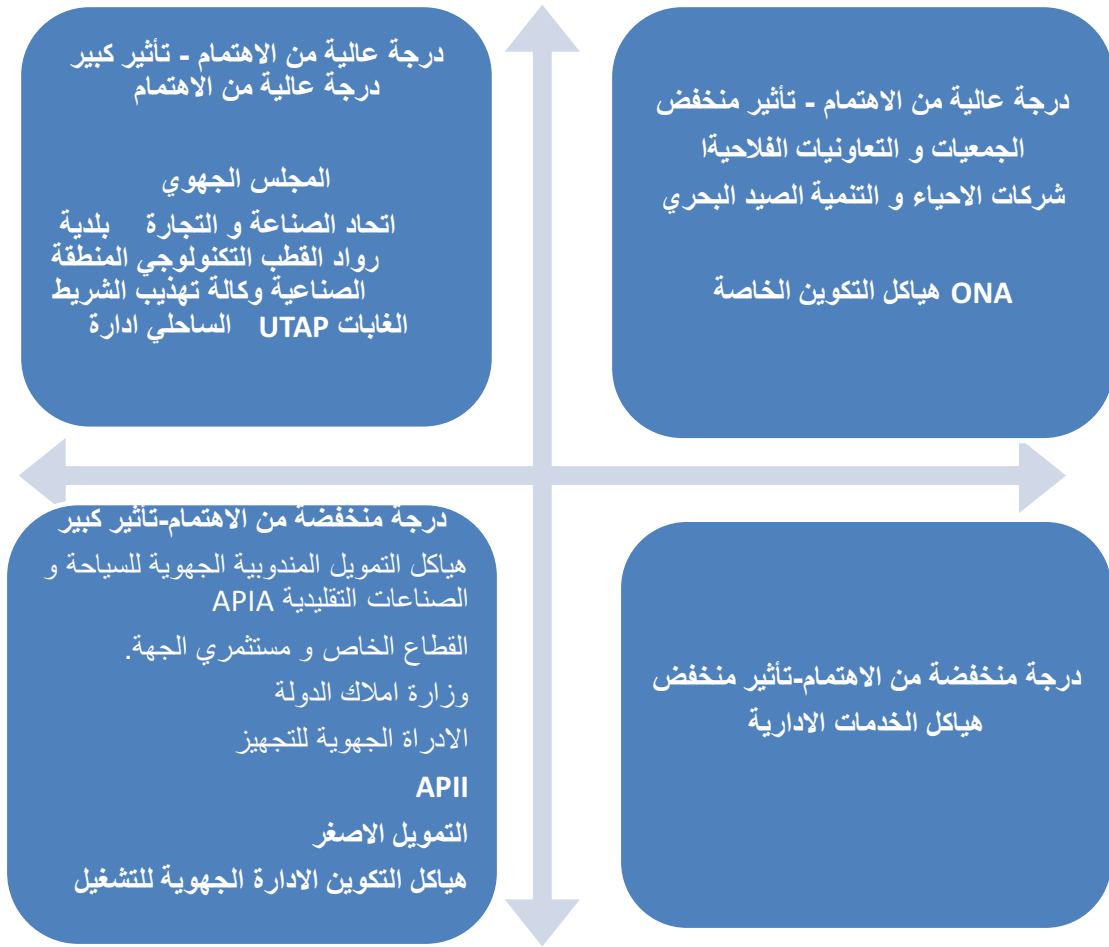 درجة عالية من الاهتمام - تأثير منخفض
الجمعيات و التعاونيات الفلاحيةا
شركات الاحياء و التنمية الصيد البحري
ONA هياكل التكوين الخاصة
درجة عالية من الاهتمام - تأثير كبير
درجة عالية من الاهتمام
المجلس الجهوي
اتحاد الصناعة و التجارة بلدية
رواد القطب التكنولوجي المنطقة
الصناعية وكالة تهذيب الشريط
الغابات UTAP الساحلي ادارة
درجة منخفضة من الاهتمام-تأثير منخفض
هياكل الخدمات الادارية
درجة منخفضة من الاهتمام-تأثير كبير
هياكل التمويل المندوبية الجهوية للسياحة و
الصناعات التقليدية APIA
القطاع الخاص و مستثمري الجهة.
وزارة املاك الدولة
الادراة الجهوية للتجهيز
APII
التمويل الاصغر
هياكل التكوين الادارة الجهوية للتشغيل